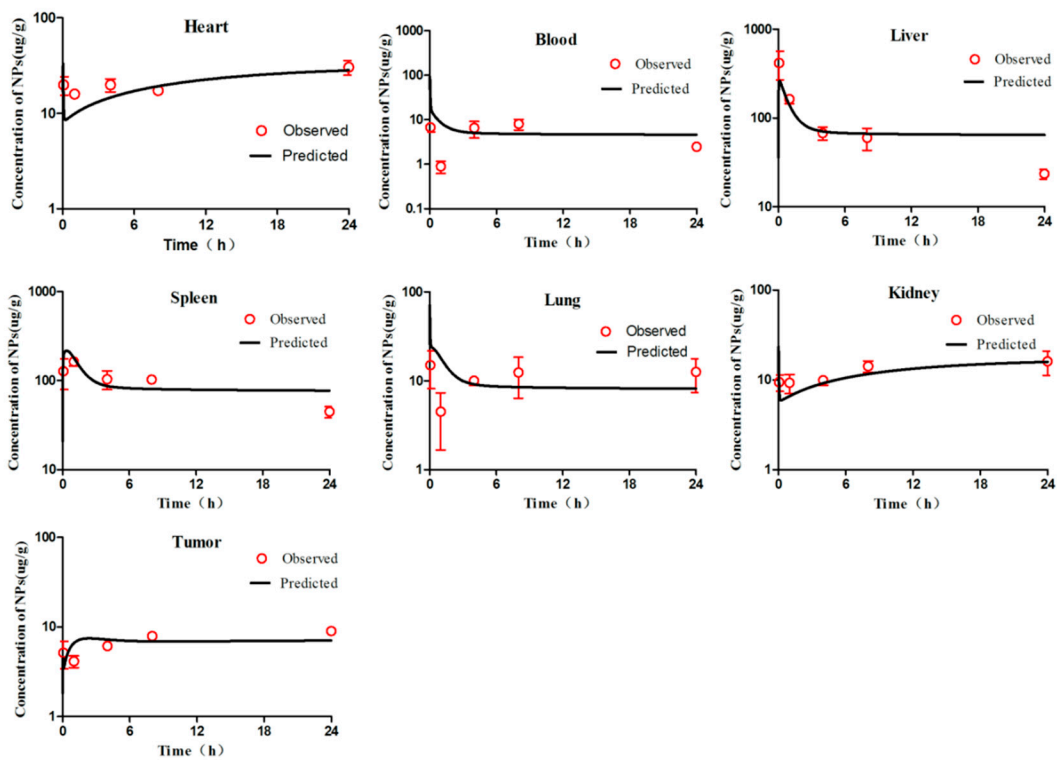 Heart
Concentration of NPs(ug/g)
100
10
1
Observed
Predicted
0 6 12 18 24
Time（h）
Blood
Concentration of NPs(ug/g)
1000
100
10
1
0.1
Observed
Predicted
0 6 12 18 24
Time（h）
Liver
Concentration of NPs(ug/g)
1000
100
10
Observed
Predicted
0 6 12 18 24
Time（h）
Spleen
Concentration of NPs(ug/g)
1000
100
10
Observed
Predicted
0 6 12 18 24
Time（h）
Lung
Concentration of NPs(ug/g)
100
10
1
Observed
Predicted
0 6 12 18 24
Time（h）
Kidney
Concentration of NPs(ug/g)
100
10
1
Observed
Predicted
0 6 12 18 24
Time（h）
Tumor
Concentration of NPs(ug/g)
100
10
1
Observed
Predicted
0 6 12 18 24
Time（h）